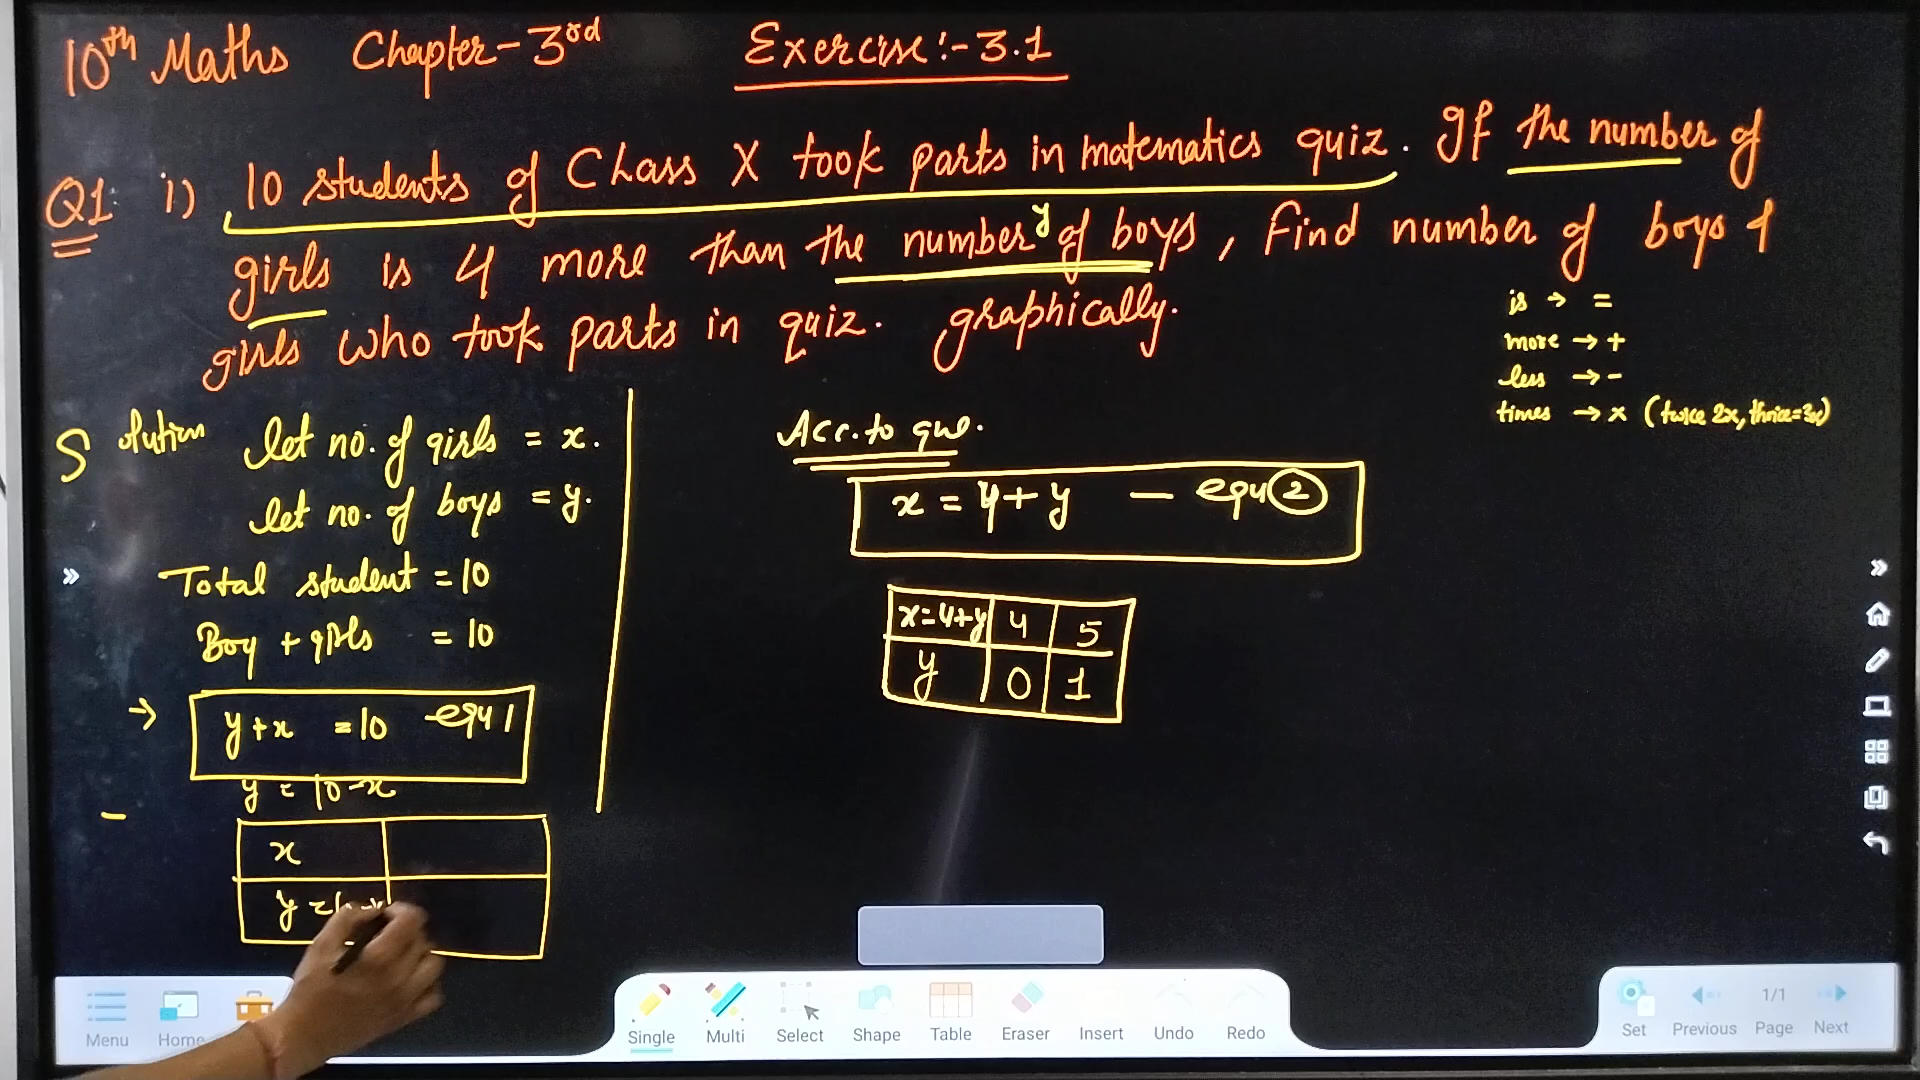 10th Maths Chapter-3rd Exercise:-3.1
Q1. i) 10 students of Class X took parts in matematics quiz. If the number of
y
girls is 4 more than the number of boys, Find number of boys &
girls who took parts in quiz. graphically.
is → =
more → +
less → -
times → x (twice 2x, thrice=3x)
Solution let no. of girls = x.
let no. of boys = y.
Total student = 10
Boy + girls = 10
→ y+x = 10 - equ 1
y = 10-x
x
y =
Acc. to que.
x = 4+y — equ 2
x=4+y 4 5
y 0 1
Menu Home
Single Multi Select Shape Table Eraser Insert Undo Redo
Set Previous 1/1 Page Next